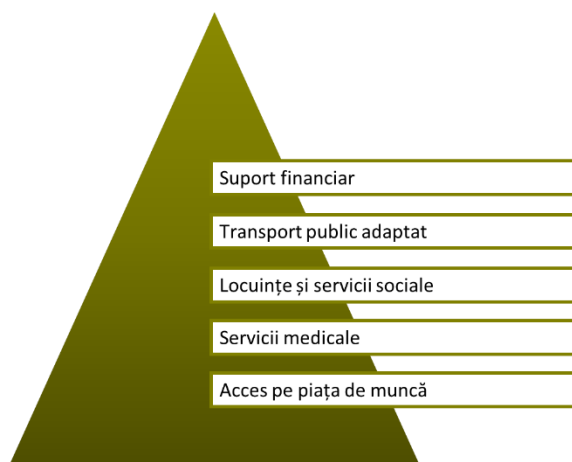 Suport financiar
Transport public adaptat
Locuințe și servicii sociale
Servicii medicale
Acces pe piața de muncă